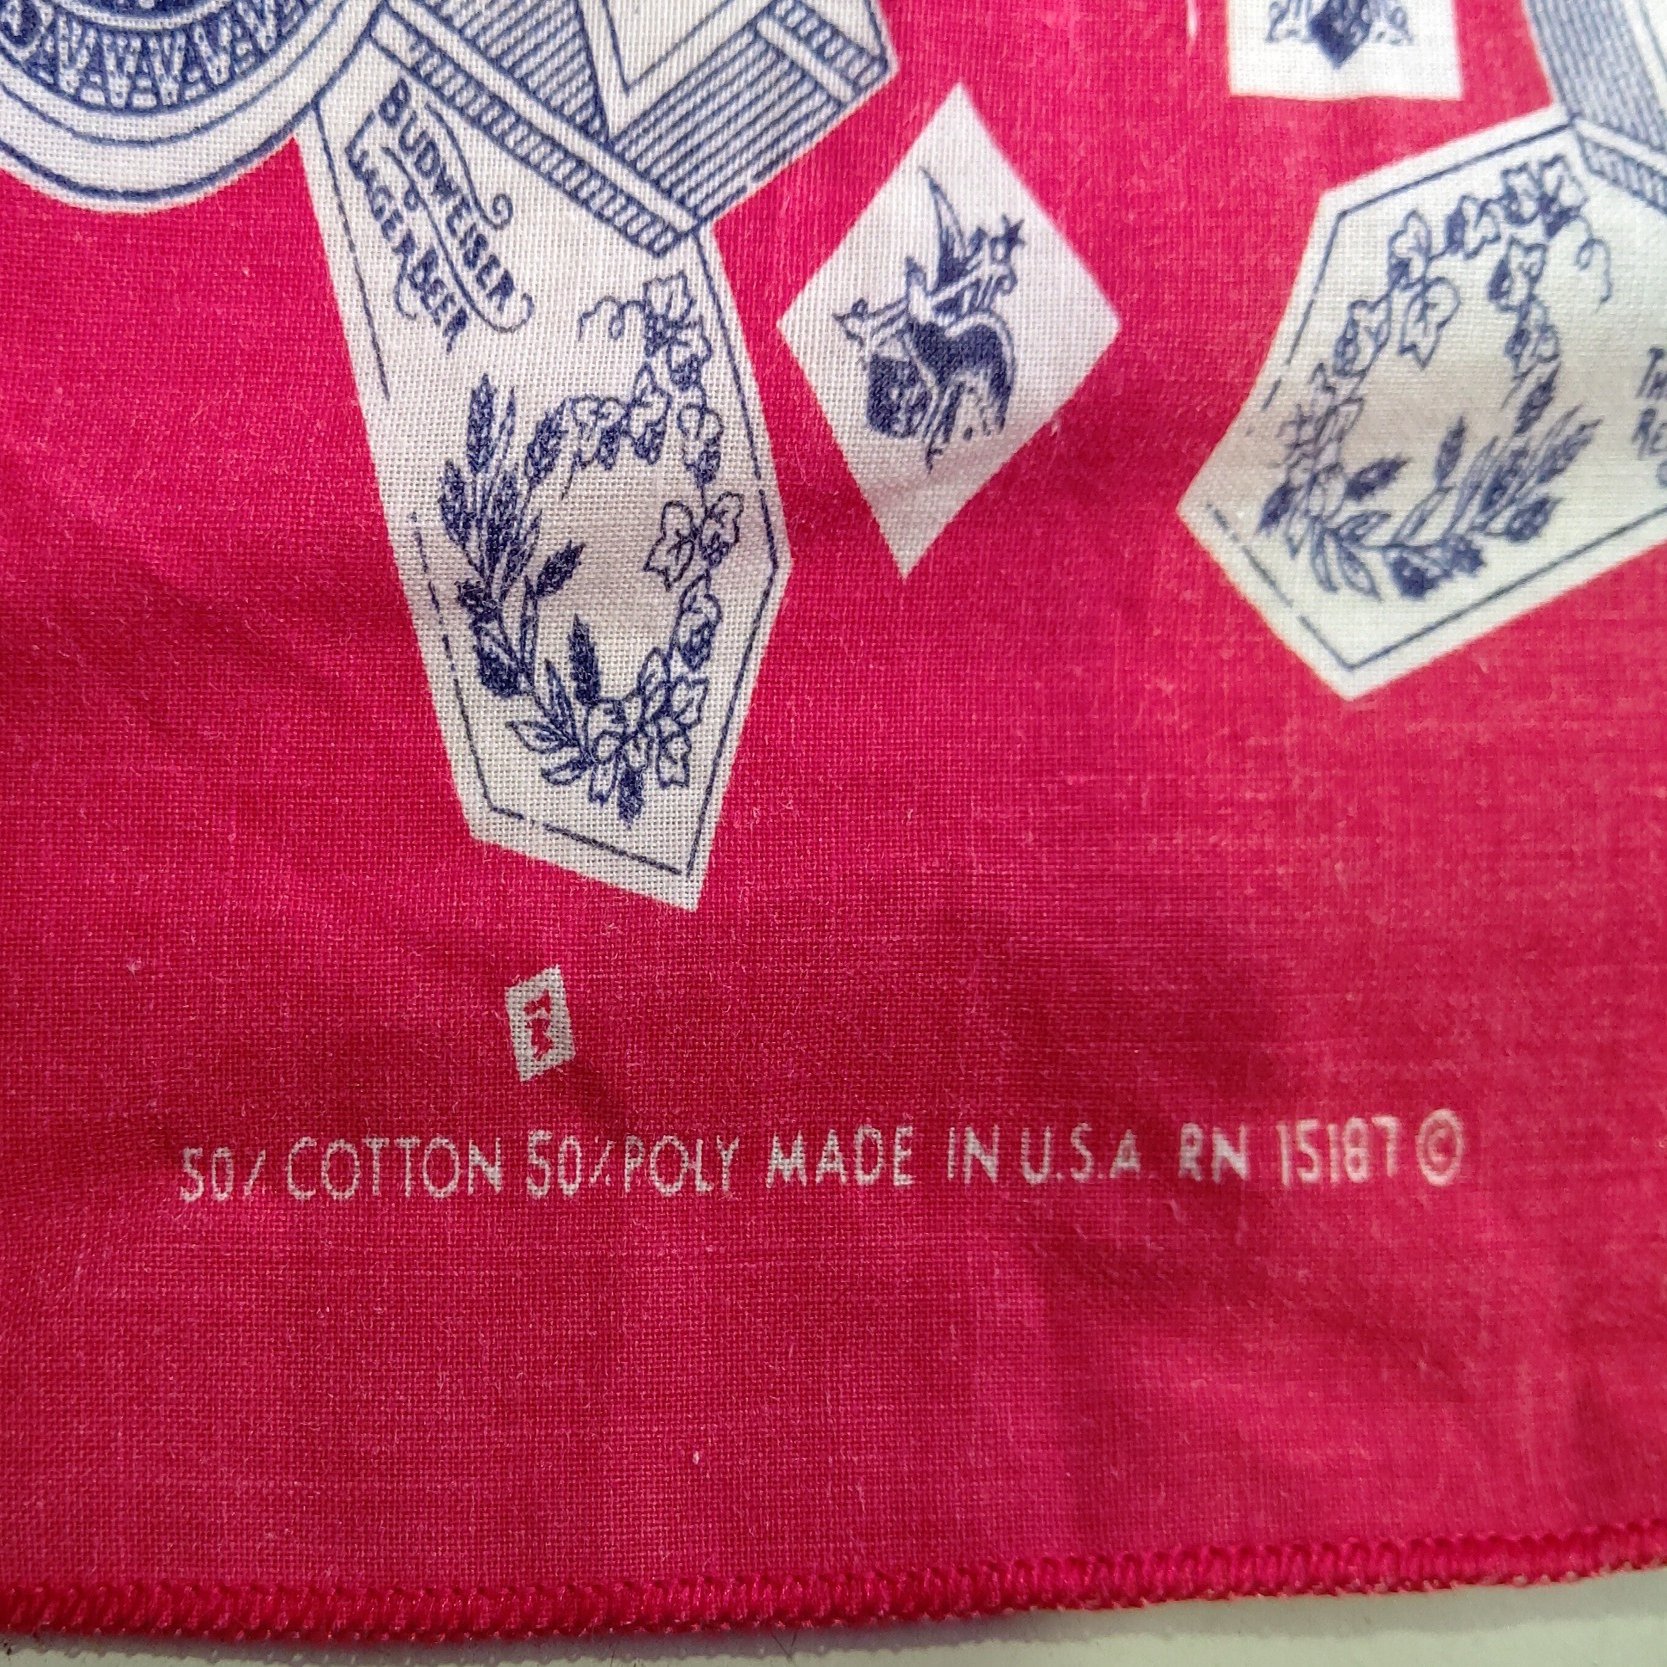 BUDWEISER
LAGER BEER
50% COTTON 50% POLY MADE IN U.S.A. RN 15187 ©